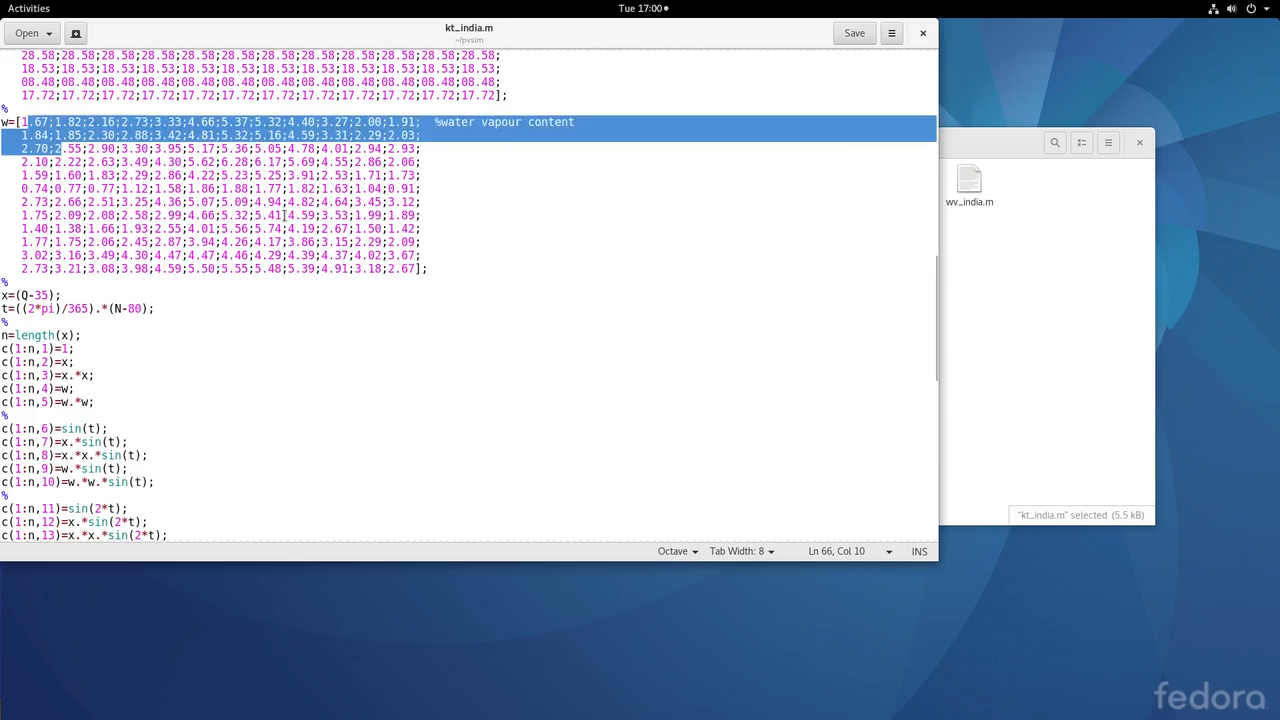 Activities
Tue 17:00
Open
kt_india.m
~/pvsim
Save
28.58;28.58;28.58;28.58;28.58;28.58;28.58;28.58;28.58;28.58;28.58;28.58;
18.53;18.53;18.53;18.53;18.53;18.53;18.53;18.53;18.53;18.53;18.53;18.53;
08.48;08.48;08.48;08.48;08.48;08.48;08.48;08.48;08.48;08.48;08.48;08.48;
17.72;17.72;17.72;17.72;17.72;17.72;17.72;17.72;17.72;17.72;17.72;17.72];
%
w=[1.67;1.82;2.16;2.73;3.33;4.66;5.37;5.32;4.40;3.27;2.00;1.91;  %water vapour content
1.84;1.85;2.30;2.88;3.42;4.81;5.32;5.16;4.59;3.31;2.29;2.03;
2.70;2.55;2.90;3.30;3.95;5.17;5.36;5.05;4.78;4.01;2.94;2.93;
2.10;2.22;2.63;3.49;4.30;5.62;6.28;6.17;5.69;4.55;2.86;2.06;
1.59;1.60;1.83;2.29;2.86;4.22;5.23;5.25;3.91;2.53;1.71;1.73;
0.74;0.77;0.77;1.12;1.58;1.86;1.88;1.77;1.82;1.63;1.04;0.91;
2.73;2.66;2.51;3.25;4.36;5.07;5.09;4.94;4.82;4.64;3.45;3.12;
1.75;2.09;2.08;2.58;2.99;4.66;5.32;5.41;4.59;3.53;1.99;1.89;
1.40;1.38;1.66;1.93;2.55;4.01;5.56;5.74;4.19;2.67;1.50;1.42;
1.77;1.75;2.06;2.45;2.87;3.94;4.26;4.17;3.86;3.15;2.29;2.09;
3.02;3.16;3.49;4.30;4.47;4.47;4.46;4.29;4.39;4.37;4.02;3.67;
2.73;3.21;3.08;3.98;4.59;5.50;5.55;5.48;5.39;4.91;3.18;2.67];
%
x=(Q-35);
t=((2*pi)/365).*(N-80);
%
n=length(x);
c(1:n,1)=1;
c(1:n,2)=x;
c(1:n,3)=x.*x;
c(1:n,4)=w;
c(1:n,5)=w.*w;
%
c(1:n,6)=sin(t);
c(1:n,7)=x.*sin(t);
c(1:n,8)=x.*x.*sin(t);
c(1:n,9)=w.*sin(t);
c(1:n,10)=w.*w.*sin(t);
%
c(1:n,11)=sin(2*t);
c(1:n,12)=x.*sin(2*t);
c(1:n,13)=x.*x.*sin(2*t);
Octave
Tab Width: 8
Ln 66, Col 10
INS
wv_india.m
"kt_india.m" selected (5.5 kB)
fedora